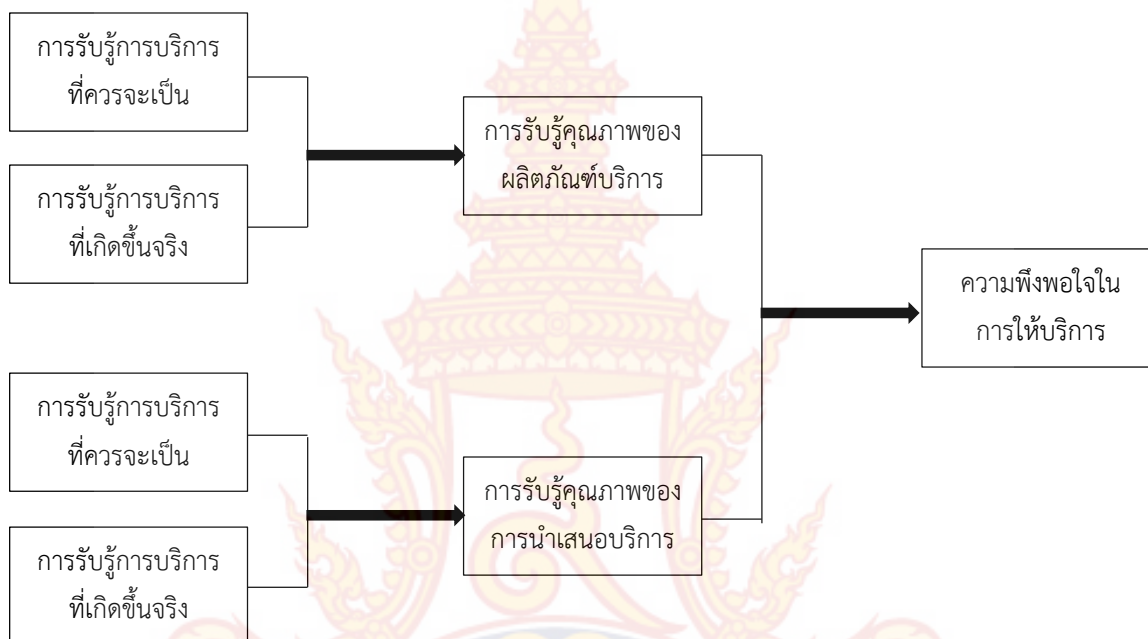 การรับรู้การบริการ
ที่ควรจะเป็น
การรับรู้การบริการ
ที่เกิดขึ้นจริง
การรับรู้คุณภาพของ
ผลิตภัณฑ์บริการ
ความพึงพอใจใน
การให้บริการ
การรับรู้การบริการ
ที่ควรจะเป็น
การรับรู้การบริการ
ที่เกิดขึ้นจริง
การรับรู้คุณภาพของ
การนำเสนอบริการ